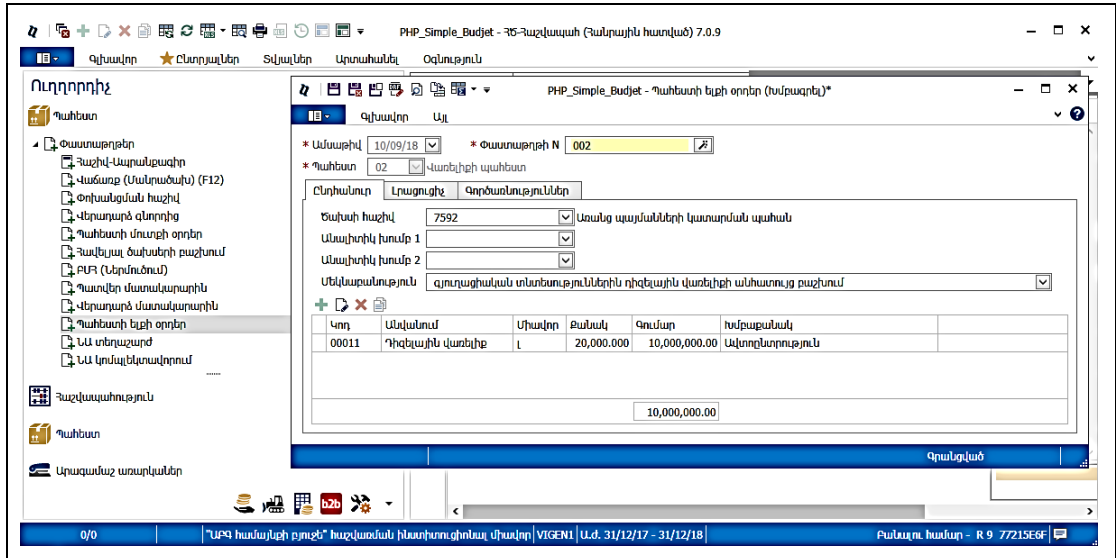 PHP_Simple_Budjet - ՀԾ-Հաշվապահ (Հանրային հատված) 7.0.9
Գլխավոր Ընտրյալներ Տվյալներ Արտահանել Օգնություն
Ուղղորդիչ
Պահեստ
Փաստաթղթեր
Հաշիվ-Ապրանքագիր
Վաճառք (Մանրածախ) (F12)
Փոխանցման հաշիվ
Վերադարձ գնորդից
Պահեստի մուտքի օրդեր
Հավելյալ ծախսերի բաշխում
ԲՄՀ (Ներմուծում)
Պատվեր մատակարարին
Վերադարձ մատակարարին
Պահեստի ելքի օրդեր
ՆԱ տեղաշարժ
ՆԱ կոմպլեկտավորում
Հաշվապահություն
Պահեստ
Արագամաշ առարկաներ
b2b
PHP_Simple_Budjet - Պահեստի ելքի օրդեր (Խմբագրել)*
Գլխավոր Այլ
* Ամսաթիվ 10/09/18 * Փաստաթղթի N 002
* Պահեստ 02 Վառելիքի պահեստ
Ընդհանուր Լրացուցիչ Գործառնություններ
Ծախսի հաշիվ 7592 Առանց պայմանների կատարման պահան
Անալիտիկ խումբ 1
Անալիտիկ խումբ 2
Մեկնաբանություն գյուղացիական տնտեսություններին դիզելային վառելիքի անհատույց բաշխում
Կոդ Անվանում Միավոր Քանակ Գումար Խմբաքանակ
00011 Դիզելային վառելիք լ 20,000.000 10,000,000.00 Ավտոընտրություն
10,000,000.00
Գրանցված
0/0 "ԱԲԳ համայնքի բյուջե" հաշվառման ինստիտուցիոնալ միավոր VIGEN1 Ա.Ժ. 31/12/17 - 31/12/18 Բանալու համար - R 9 77215E6F